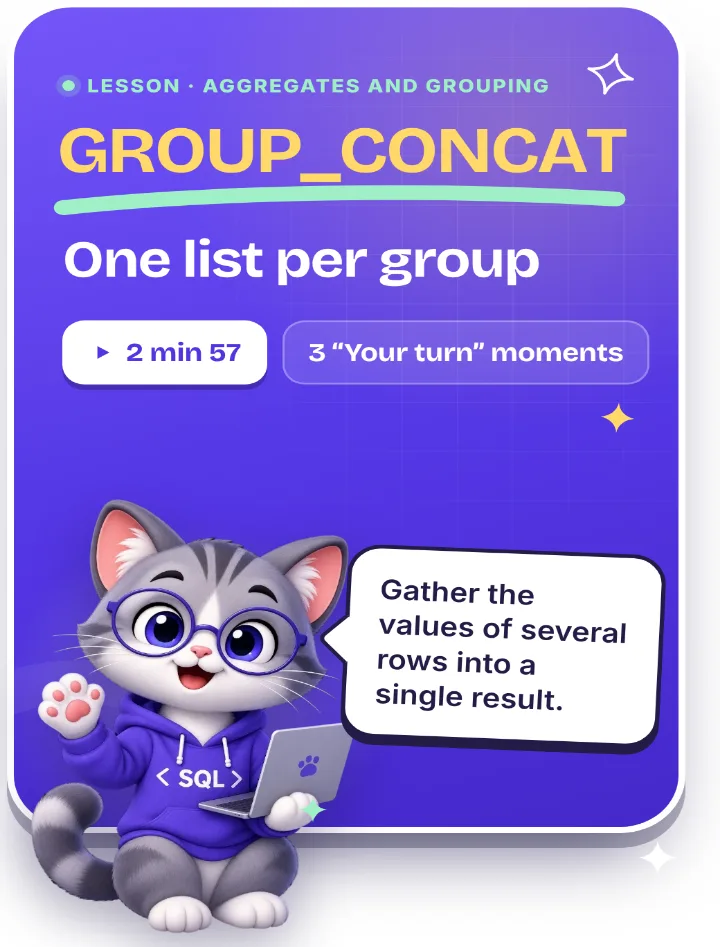 LESSON · AGGREGATES AND GROUPING
GROUP_CONCAT
One list per group
2 min 57
3 “Your turn” moments
Gather the
values of several
rows into a
single result.
< SQL >